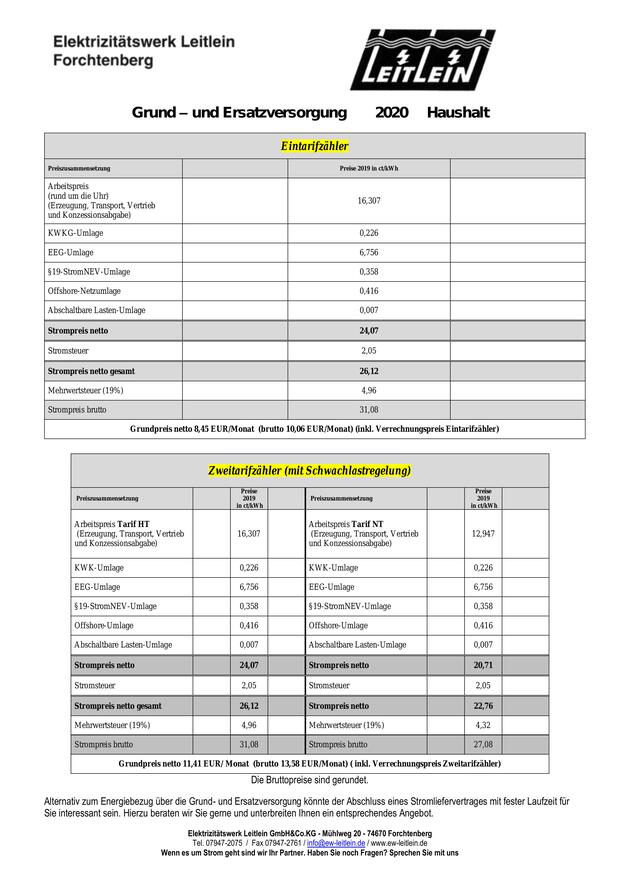 Elektrizitätswerk Leitlein
Forchtenberg
LEITLEIN
Grund – und Ersatzversorgung 2020 Haushalt
Eintarifzähler
Preiszusammensetzung Preise 2019 in ct/kWh
Arbeitspreis
(rund um die Uhr)
(Erzeugung, Transport, Vertrieb
und Konzessionsabgabe) 16,307
KWKG-Umlage 0,226
EEG-Umlage 6,756
§19-StromNEV-Umlage 0,358
Offshore-Netzumlage 0,416
Abschaltbare Lasten-Umlage 0,007
Strompreis netto 24,07
Stromsteuer 2,05
Strompreis netto gesamt 26,12
Mehrwertsteuer (19%) 4,96
Strompreis brutto 31,08
Grundpreis netto 8,45 EUR/Monat (brutto 10,06 EUR/Monat) (inkl. Verrechnungspreis Eintarifzähler)
Zweitarifzähler (mit Schwachlastregelung)
Preiszusammensetzung Preise 2019 in ct/kWh Preiszusammensetzung Preise 2019 in ct/kWh
Arbeitspreis Tarif HT Arbeitspreis Tarif NT
(Erzeugung, Transport, Vertrieb 16,307 (Erzeugung, Transport, Vertrieb 12,947
und Konzessionsabgabe) und Konzessionsabgabe)
KWK-Umlage 0,226 KWK-Umlage 0,226
EEG-Umlage 6,756 EEG-Umlage 6,756
§19-StromNEV-Umlage 0,358 §19-StromNEV-Umlage 0,358
Offshore-Umlage 0,416 Offshore-Umlage 0,416
Abschaltbare Lasten-Umlage 0,007 Abschaltbare Lasten-Umlage 0,007
Strompreis netto 24,07 Strompreis netto 20,71
Stromsteuer 2,05 Stromsteuer 2,05
Strompreis netto gesamt 26,12 Strompreis netto 22,76
Mehrwertsteuer (19%) 4,96 Mehrwertsteuer (19%) 4,32
Strompreis brutto 31,08 Strompreis brutto 27,08
Grundpreis netto 11,41 EUR/ Monat (brutto 13,58 EUR/Monat) ( inkl. Verrechnungspreis Zweitarifzähler)
Die Bruttopreise sind gerundet.
Alternativ zum Energiebezug über die Grund- und Ersatzversorgung könnte der Abschluss eines Stromliefervertrages mit fester Laufzeit für
Sie interessant sein. Hierzu beraten wir Sie gerne und unterbreiten Ihnen ein entsprechendes Angebot.
Elektrizitätswerk Leitlein GmbH&Co.KG - Mühlweg 20 - 74670 Forchtenberg
Tel. 07947-2075 / Fax 07947-2761 / info@ew-leitlein.de / www.ew-leitlein.de
Wenn es um Strom geht sind wir Ihr Partner. Haben Sie noch Fragen? Sprechen Sie mit uns